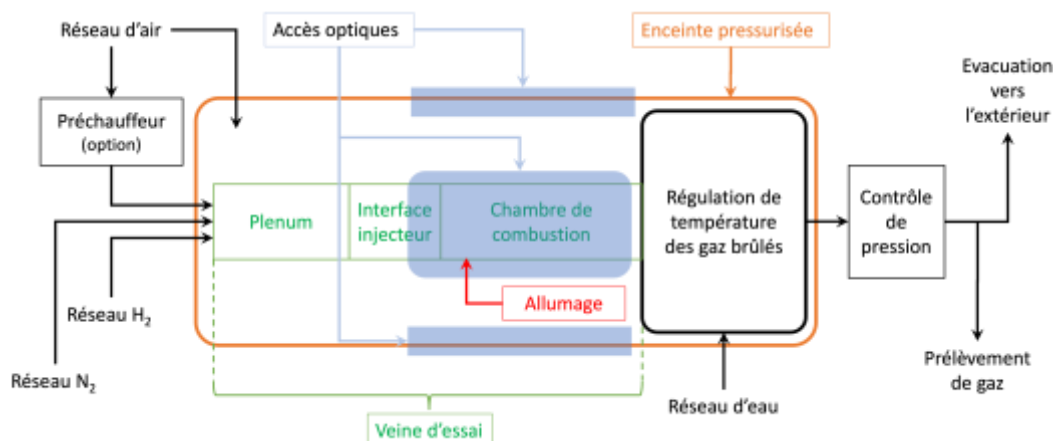 Réseau d'air
Accès optiques
Enceinte pressurisée
Evacuation
vers
l'extérieur
Préchauffeur
(option)
Plenum
Interface
injecteur
Chambre de
combustion
Régulation de
température
des gaz brûlés
Contrôle
de
pression
Allumage
Réseau H₂
Réseau N₂
Réseau d'eau
Prélèvement
de gaz
Veine d'essai